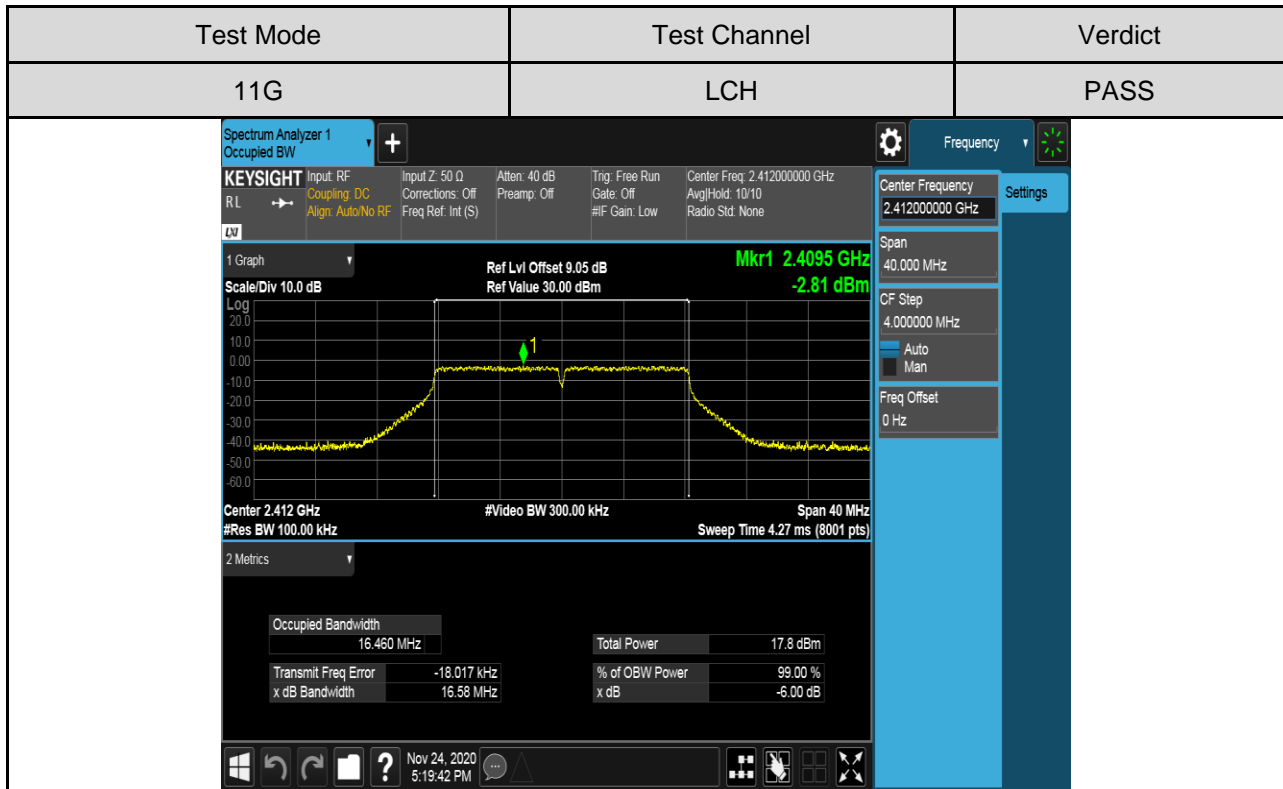 Test Mode Test Channel Verdict
11G LCH PASS
Spectrum Analyzer 1
Occupied BW
+
Frequency
KEYSIGHT Input: RF Input Z: 50 Ω Atten: 40 dB Trig: Free Run Center Freq: 2.412000000 GHz
RL Coupling: DC Corrections: Off Preamp: Off Gate: Off Avg|Hold: 10/10
Align: Auto/No RF Freq Ref: Int (S) #IF Gain: Low Radio Std: None
LXI
Center Frequency
2.412000000 GHz
Settings
Span
40.000 MHz
CF Step
4.000000 MHz
Auto
Man
Freq Offset
0 Hz
1 Graph
Ref Lvl Offset 9.05 dB
Mkr1 2.4095 GHz
Scale/Div 10.0 dB Ref Value 30.00 dBm -2.81 dBm
Log
20.0
10.0
0.00
-10.0
-20.0
-30.0
-40.0
-50.0
-60.0
1
Center 2.412 GHz #Video BW 300.00 kHz Span 40 MHz
#Res BW 100.00 kHz Sweep Time 4.27 ms (8001 pts)
2 Metrics
Occupied Bandwidth
16.460 MHz Total Power 17.8 dBm
Transmit Freq Error -18.017 kHz % of OBW Power 99.00 %
x dB Bandwidth 16.58 MHz x dB -6.00 dB
? Nov 24, 2020
5:19:42 PM